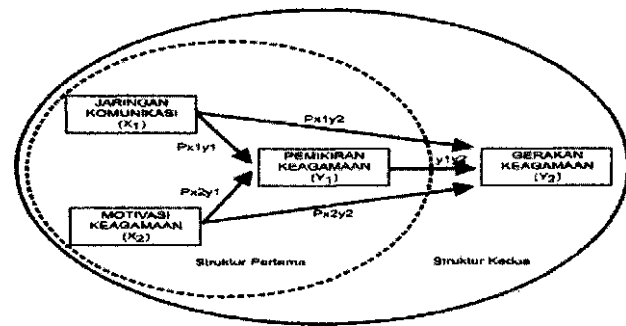 JARINGAN
KOMUNIKASI
(X1)
Px1y2
Px1y1
PEMIKIRAN
KEAGAMAAN
(Y1)
y1y2
GERAKAN
KEAGAMAAN
(Y2)
Px2y1
MOTIVASI
KEAGAMAAN
(X2)
Px2y2
Struktur Pertama
Struktur Kedua